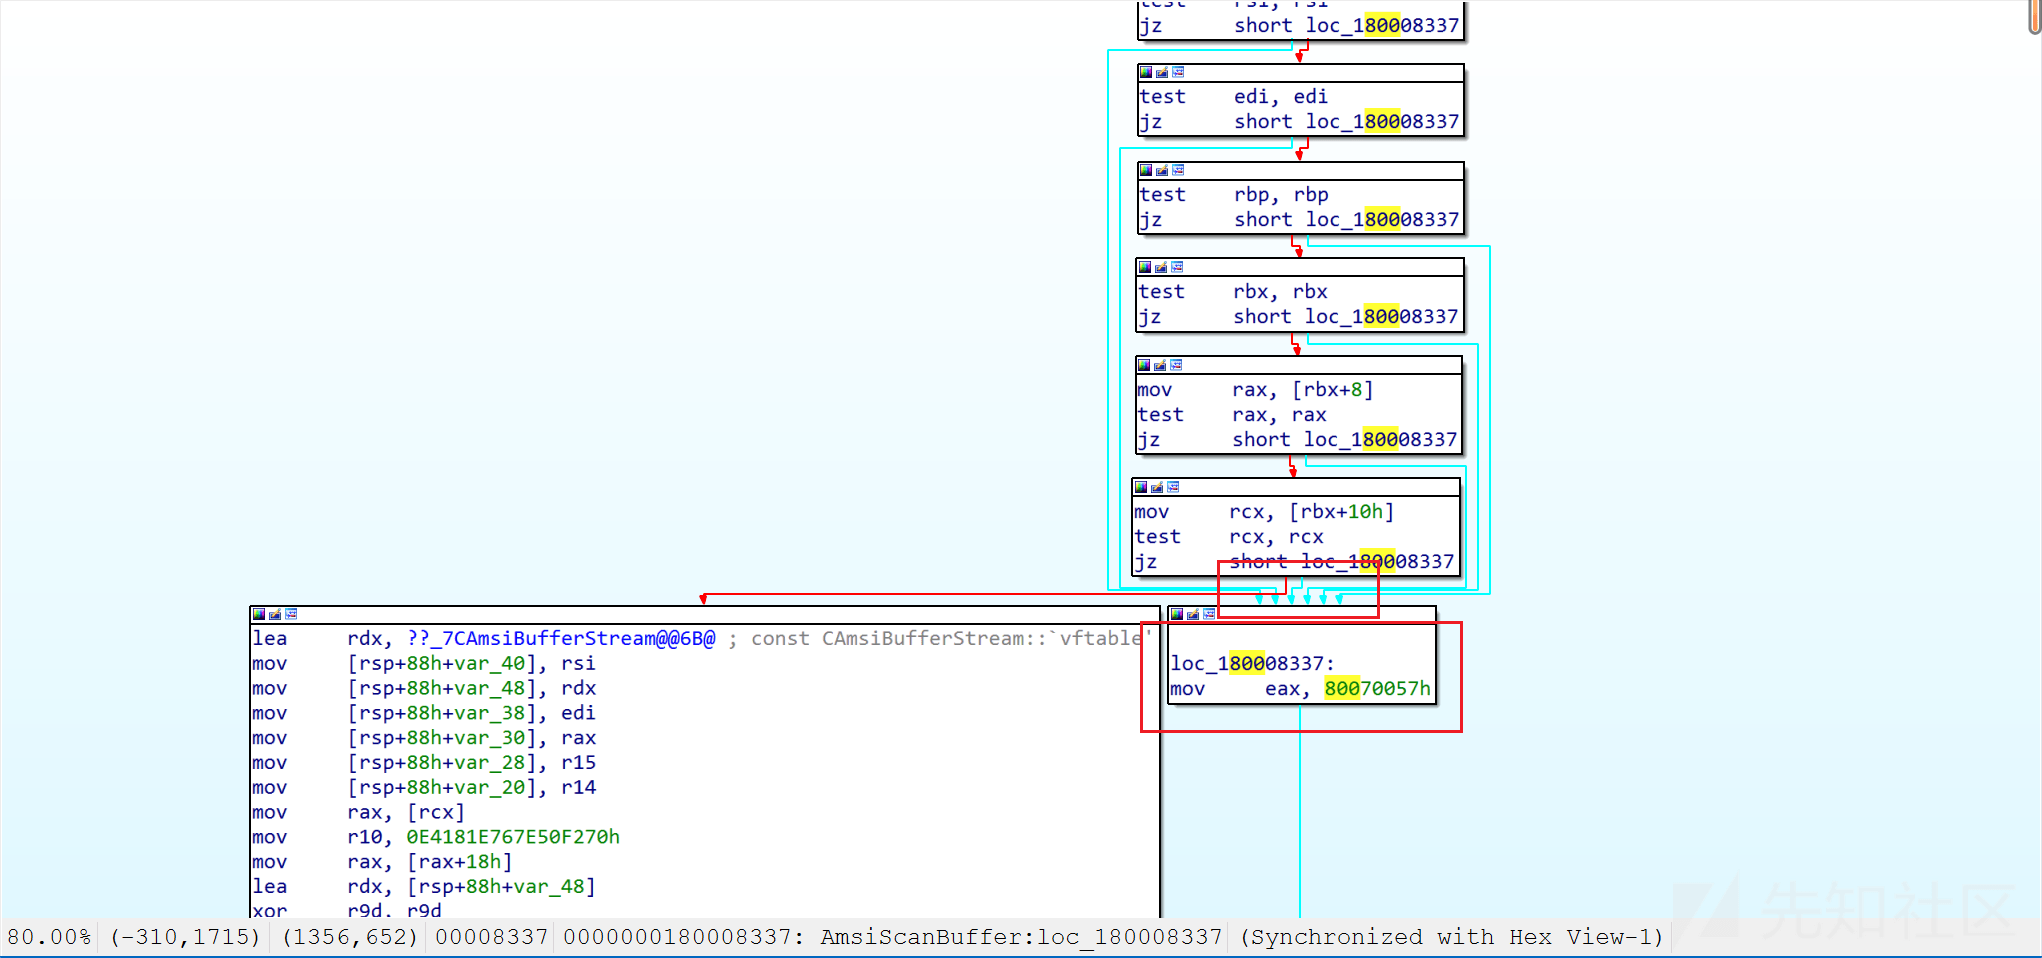 test    rsi, rsi
jz      short loc_180008337
test    edi, edi
jz      short loc_180008337
test    rbp, rbp
jz      short loc_180008337
test    rbx, rbx
jz      short loc_180008337
mov     rax, [rbx+8]
test    rax, rax
jz      short loc_180008337
mov     rcx, [rbx+10h]
test    rcx, rcx
jz      short loc_180008337
lea     rdx, ??_7CAmsiBufferStream@@6B@ ; const CAmsiBufferStream::`vftable'
mov     [rsp+88h+var_40], rsi
mov     [rsp+88h+var_48], rdx
mov     [rsp+88h+var_38], edi
mov     [rsp+88h+var_30], rax
mov     [rsp+88h+var_28], r15
mov     [rsp+88h+var_20], r14
mov     rax, [rcx]
mov     r10, 0E4181E767E50F270h
mov     rax, [rax+18h]
lea     rdx, [rsp+88h+var_48]
xor     r9d, r9d
loc_180008337:
mov     eax, 80070057h
先知社区
80.00% (-310,1715) (1356,652) 00008337 0000000180008337: AmsiScanBuffer:loc_180008337 (Synchronized with Hex View-1)